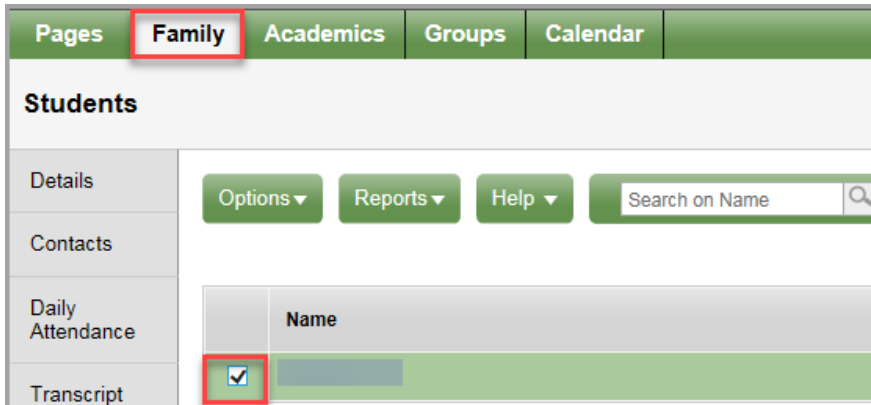 Pages Family Academics Groups Calendar
Students
Details
Contacts
Daily
Attendance
Transcript
Options Reports Help Search on Name
Name